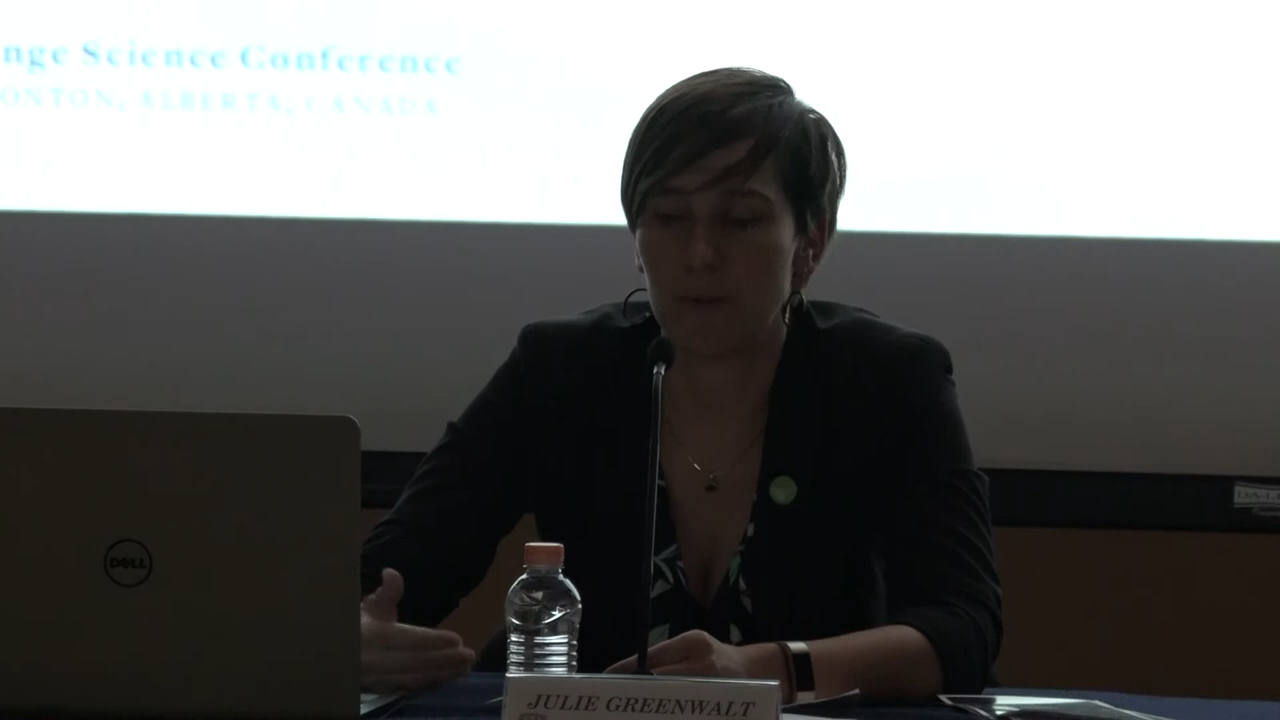 nge Science Conference
ONTON, ALBERTA, CANADA
DELL
JULIE GREENWALT